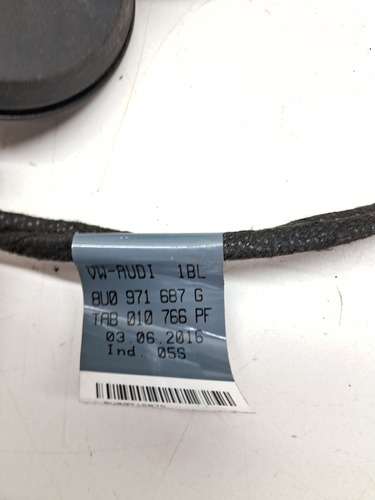 VW-AUDI 1BL
8U0 971 687 G
TAB 010 766 PF
03.06.2016
Ind. 05S